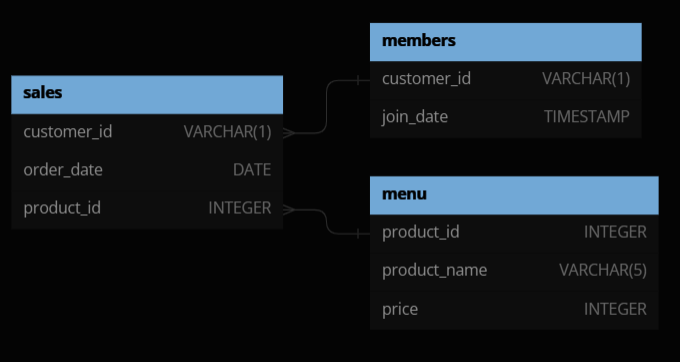 sales
customer_id VARCHAR(1)
order_date DATE
product_id INTEGER
members
customer_id VARCHAR(1)
join_date TIMESTAMP
menu
product_id INTEGER
product_name VARCHAR(5)
price INTEGER